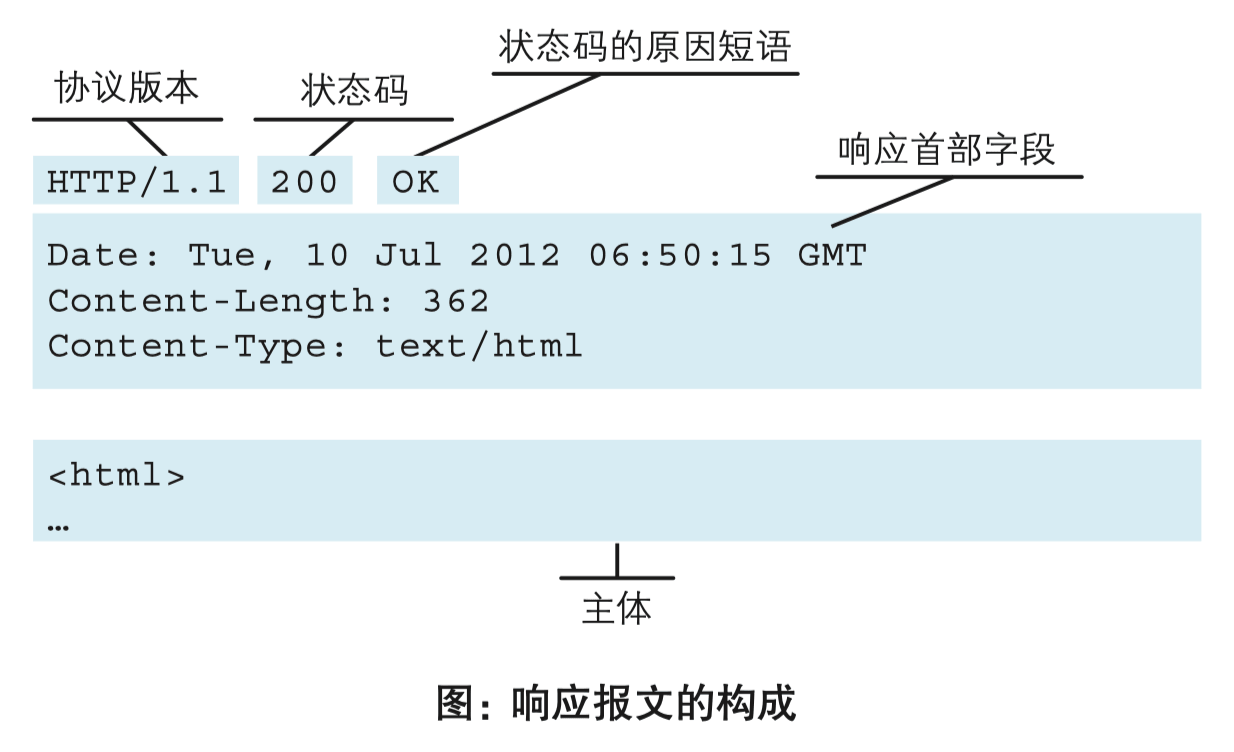 状态码的原因短语
协议版本
状态码
响应首部字段
HTTP/1.1 200 OK
Date: Tue, 10 Jul 2012 06:50:15 GMT
Content-Length: 362
Content-Type: text/html
<html>
…
主体
图：响应报文的构成